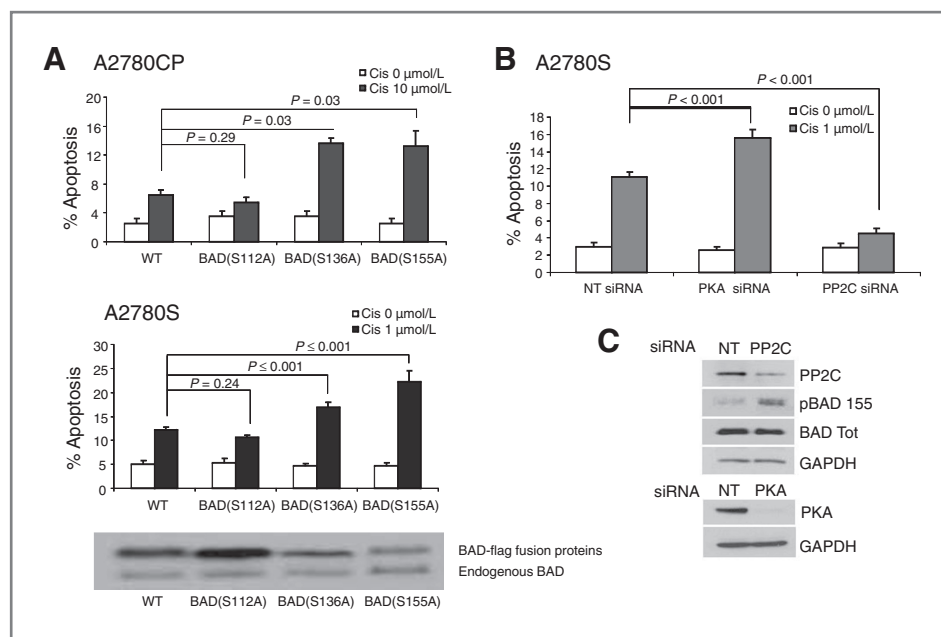 A
A2780CP
Cis 0 µmol/L
Cis 10 µmol/L
P = 0.03
P = 0.03
P = 0.29
% Apoptosis
20
16
12
8
4
0
WT
BAD(S112A)
BAD(S136A)
BAD(S155A)
A2780S
Cis 0 µmol/L
Cis 1 µmol/L
P ≤ 0.001
P ≤ 0.001
P = 0.24
% Apoptosis
30
25
20
15
10
5
0
WT
BAD(S112A)
BAD(S136A)
BAD(S155A)
BAD-flag fusion proteins
Endogenous BAD
WT
BAD(S112A)
BAD(S136A)
BAD(S155A)
B
A2780S
P < 0.001
P < 0.001
Cis 0 µmol/L
Cis 1 µmol/L
% Apoptosis
18
16
14
12
10
8
6
4
2
0
NT siRNA
PKA siRNA
PP2C siRNA
C
siRNA NT PP2C
PP2C
pBAD 155
BAD Tot
GAPDH
siRNA NT PKA
PKA
GAPDH